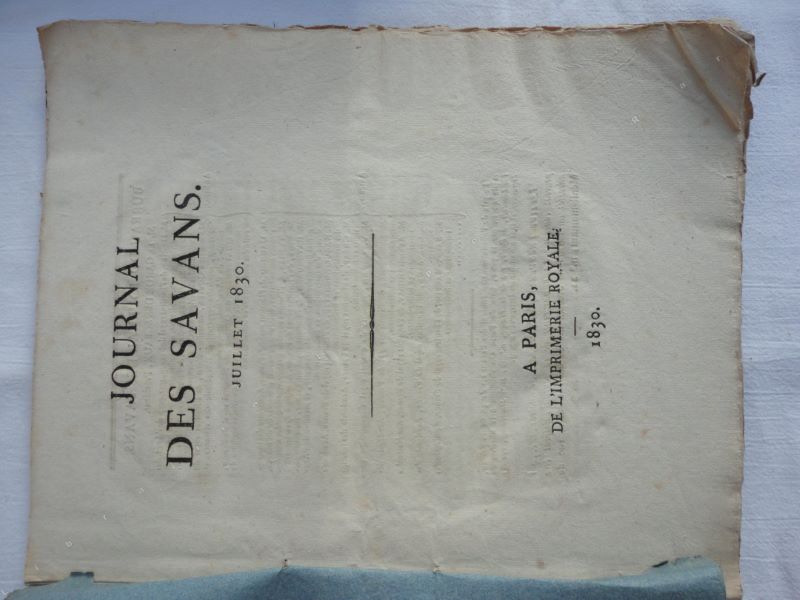 JOURNAL
DES SAVANS.
JUILLET 1830.
A PARIS,
DE L'IMPRIMERIE ROYALE.
1830.